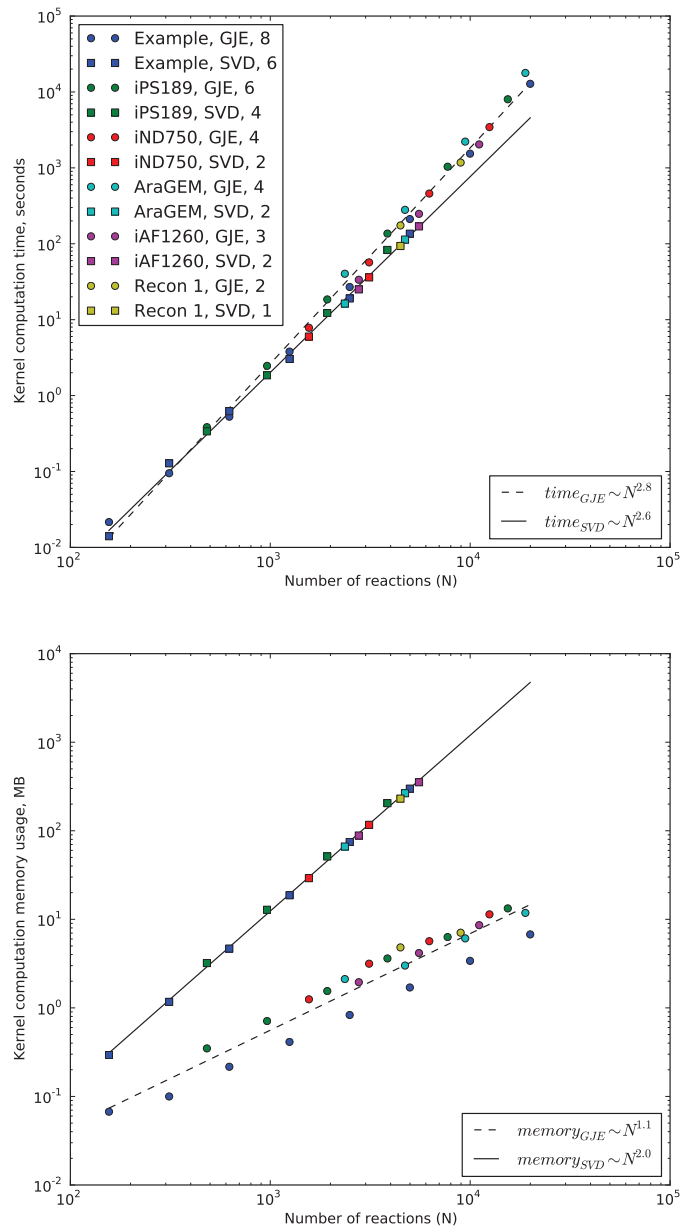 10^5
10^4
10^3
10^2
10^1
10^0
10^-1
10^-2
Kernel computation time, seconds
Example, GJE, 8
Example, SVD, 6
iPS189, GJE, 6
iPS189, SVD, 4
iND750, GJE, 4
iND750, SVD, 2
AraGEM, GJE, 4
AraGEM, SVD, 2
iAF1260, GJE, 3
iAF1260, SVD, 2
Recon 1, GJE, 2
Recon 1, SVD, 1
time_GJE ~ N^2.8
time_SVD ~ N^2.6
10^2 10^3 10^4 10^5
Number of reactions (N)
10^4
10^3
10^2
10^1
10^0
10^-1
10^-2
Kernel computation memory usage, MB
memory_GJE ~ N^1.1
memory_SVD ~ N^2.0
10^2 10^3 10^4 10^5
Number of reactions (N)